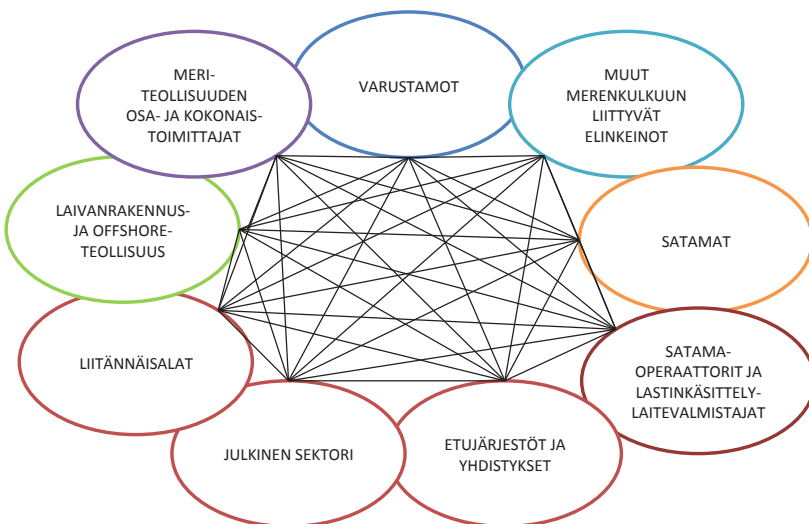 MERI-
TEOLLISUUDEN
OSA- JA KOKONAIS-
TOIMITTAJAT
VARUSTAMOT
MUUT
MERENKULKUUN
LIITTYVÄT
ELINKEINOT
LAIVANRAKENNUS-
JA OFFSHORE-
TEOLLISUUS
SATAMAT
LIITÄNNÄISALAT
SATAMA-
OPERAATTORIT JA
LASTINKÄSITTELY-
LAITEVALMISTAJAT
JULKINEN SEKTORI
ETUJÄRJESTÖT JA
YHDISTYKSET